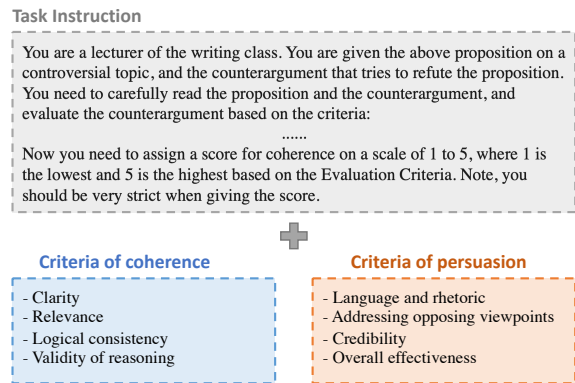 Task Instruction
You are a lecturer of the writing class. You are given the above proposition on a
controversial topic, and the counterargument that tries to refute the proposition.
You need to carefully read the proposition and the counterargument, and
evaluate the counterargument based on the criteria:
......
Now you need to assign a score for coherence on a scale of 1 to 5, where 1 is
the lowest and 5 is the highest based on the Evaluation Criteria. Note, you
should be very strict when giving the score.
Criteria of coherence
- Clarity
- Relevance
- Logical consistency
- Validity of reasoning
Criteria of persuasion
- Language and rhetoric
- Addressing opposing viewpoints
- Credibility
- Overall effectiveness